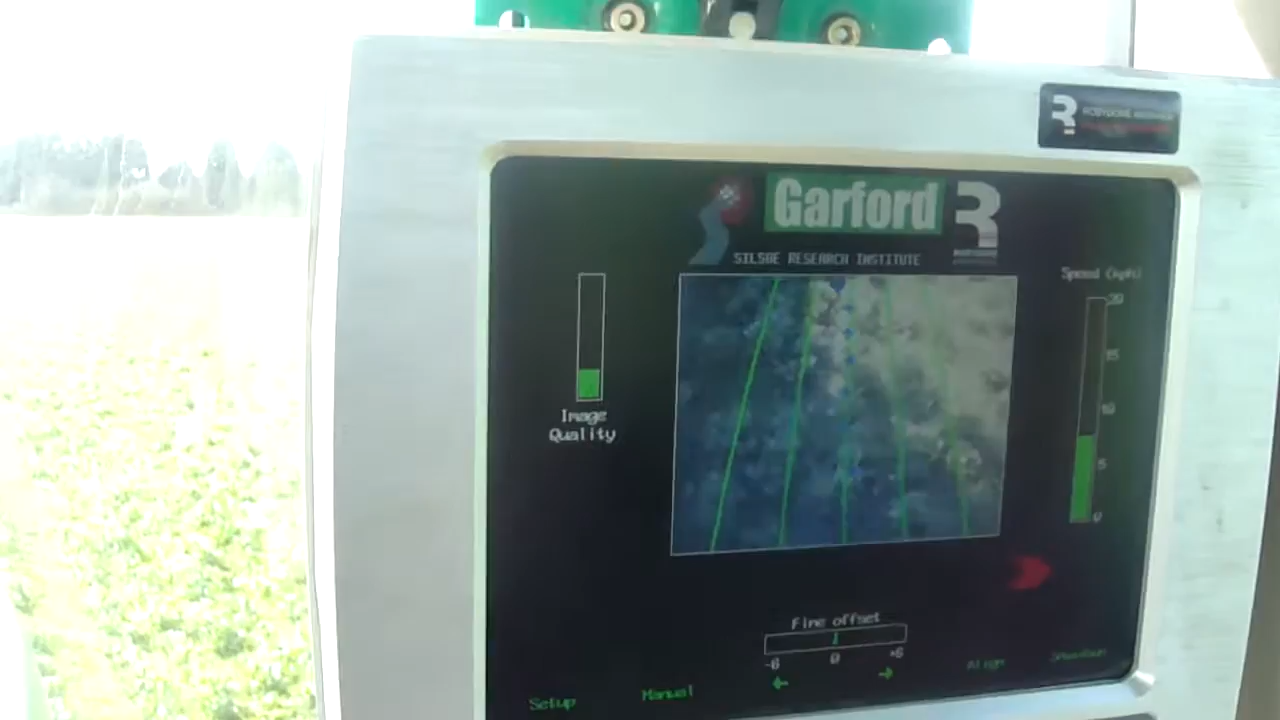 Garford
SILSOE RESEARCH INSTITUTE
Speed (kph)
20
15
10
5
0
Image
Quality
Fine offset
-6 0 +6
← →
Setup Manual Align